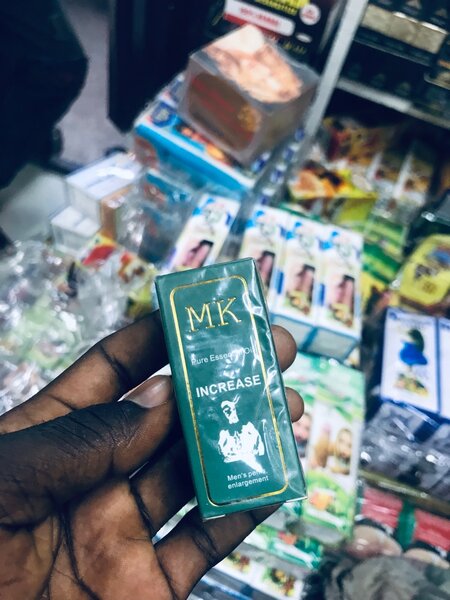 MK
Pure Essential Oil
INCREASE
Men's penis
enlargement